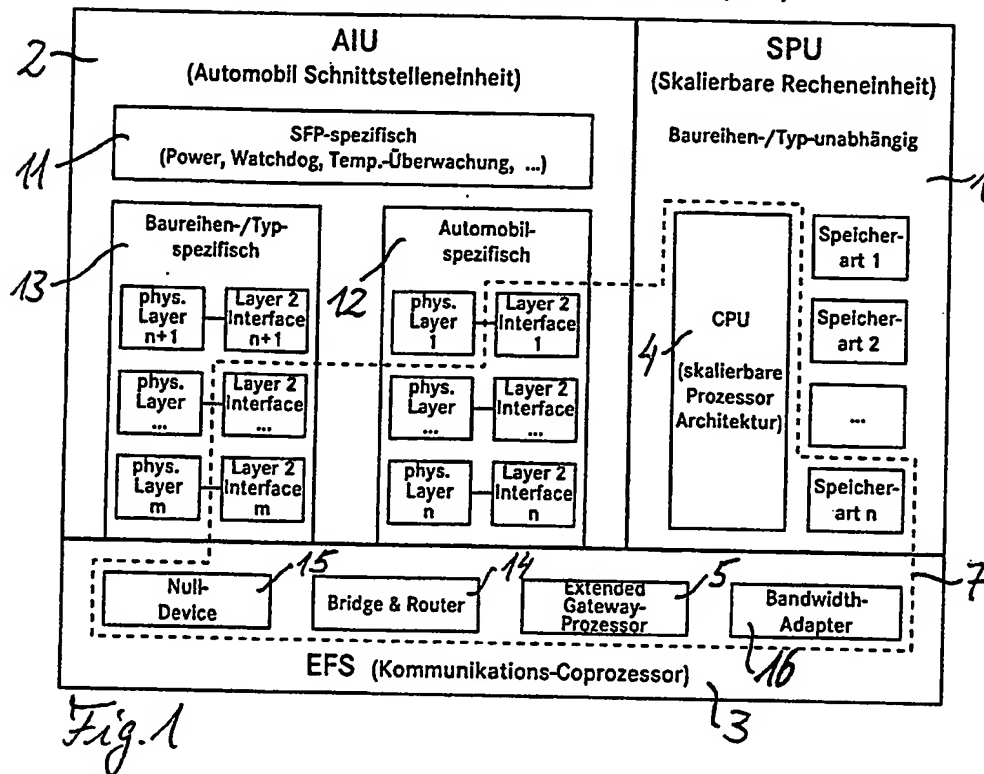 AIU
(Automobil Schnittstelleneinheit)
2
SFP-spezifisch
(Power, Watchdog, Temp.-Überwachung, ...)
11
Baureihen-/Typ-
spezifisch
13
phys.
Layer
n+1
Layer 2
Interface
n+1
phys.
Layer
...
Layer 2
Interface
...
phys.
Layer
m
Layer 2
Interface
m
Automobil-
spezifisch
12
phys.
Layer
1
Layer 2
Interface
1
phys.
Layer
...
Layer 2
Interface
...
phys.
Layer
n
Layer 2
Interface
n
SPU
(Skalierbare Recheneinheit)
Baureihen-/Typ-unabhängig
CPU
(skalierbare
Prozessor
Architektur)
4
Speicher-
art 1
Speicher-
art 2
...
Speicher-
art n
Null-
Device
15
Bridge & Router
14
Extended
Gateway-
Prozessor
5
Bandwidth-
Adapter
16
7
EFS (Kommunikations-Coprozessor)
3
Fig. 1